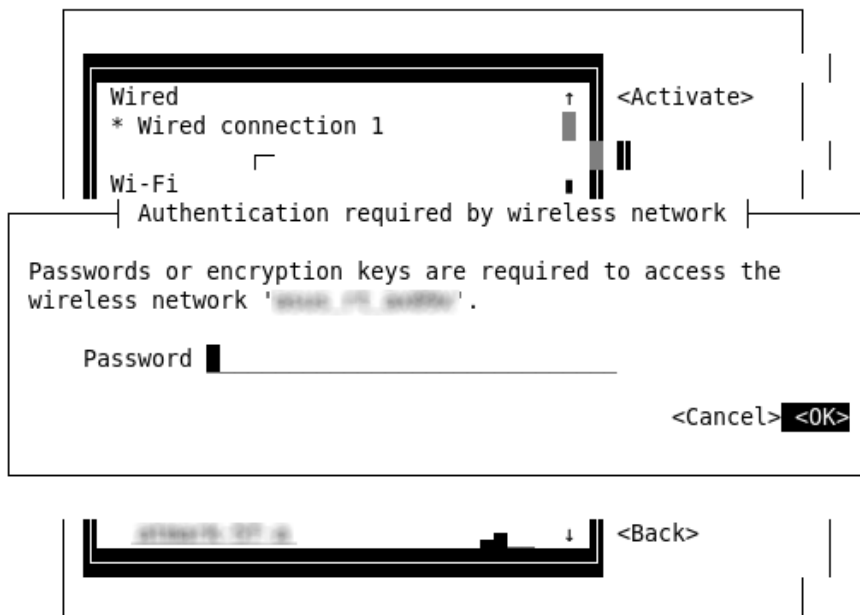 Wired
<Activate>
* Wired connection 1
Wi-Fi
Authentication required by wireless network
Passwords or encryption keys are required to access the
wireless network '
'.
Password
<Cancel> <OK>
<Back>